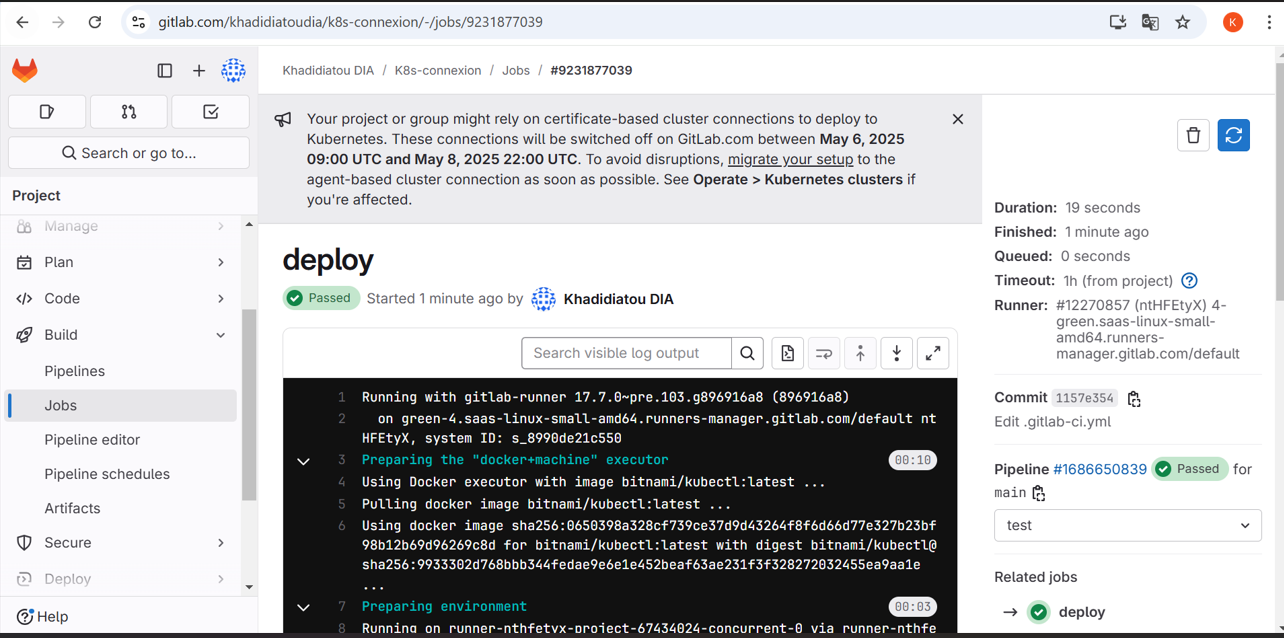 gitlab.com/khadidiatoudia/k8s-connexion/-/jobs/9231877039
K
Search or go to...
Project
Manage
Plan
Code
Build
Pipelines
Jobs
Pipeline editor
Pipeline schedules
Artifacts
Secure
Deploy
Help
Khadidiatou DIA / K8s-connexion / Jobs / #9231877039
Your project or group might rely on certificate-based cluster connections to deploy to
Kubernetes. These connections will be switched off on GitLab.com between May 6, 2025
09:00 UTC and May 8, 2025 22:00 UTC. To avoid disruptions, migrate your setup to the
agent-based cluster connection as soon as possible. See Operate > Kubernetes clusters if
you're affected.
deploy
Passed Started 1 minute ago by Khadidiatou DIA
Search visible log output
1 Running with gitlab-runner 17.7.0~pre.103.g896916a8 (896916a8)
2 on green-4.saas-linux-small-amd64.runners-manager.gitlab.com/default nt
HFEtyX, system ID: s_8990de21c550
3 Preparing the "docker+machine" executor 00:10
4 Using Docker executor with image bitnami/kubectl:latest ...
5 Pulling docker image bitnami/kubectl:latest ...
6 Using docker image sha256:0650398a328cf739ce37d9d43264f8f6d66d77e327b23bf
98b12b69d96269c8d for bitnami/kubectl:latest with digest bitnami/kubectl@
sha256:9933302d768bbb344fedae9e6e1e452beaf63ae231f3f328272032455ea9aa1e
...
7 Preparing environment 00:03
8 Running on runner-nthfetyx-project-67434024-concurrent-0 via runner-nthfe
Duration: 19 seconds
Finished: 1 minute ago
Queued: 0 seconds
Timeout: 1h (from project)
Runner: #12270857 (ntHFEtyX) 4-
green.saas-linux-small-
amd64.runners-
manager.gitlab.com/default
Commit 1157e354
Edit .gitlab-ci.yml
Pipeline #1686650839 Passed for
main
test
Related jobs
deploy